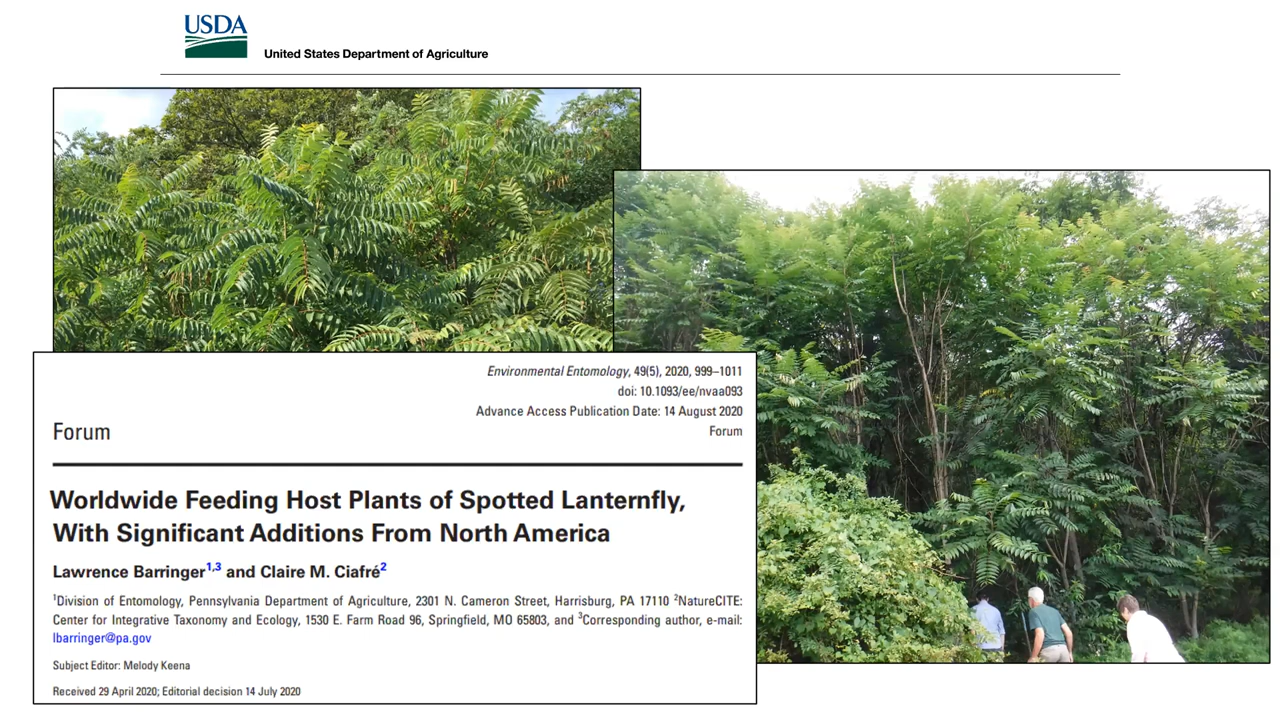 USDA
United States Department of Agriculture
Environmental Entomology, 49(5), 2020, 999–1011
doi: 10.1093/ee/nvaa093
Advance Access Publication Date: 14 August 2020
Forum
Forum
Worldwide Feeding Host Plants of Spotted Lanternfly,
With Significant Additions From North America
Lawrence Barringer1,3 and Claire M. Ciafré2
1Division of Entomology, Pennsylvania Department of Agriculture, 2301 N. Cameron Street, Harrisburg, PA 17110 2NatureCITE:
Center for Integrative Taxonomy and Ecology, 1530 E. Farm Road 96, Springfield, MO 65803, and 3Corresponding author, e-mail:
lbarringer@pa.gov
Subject Editor: Melody Keena
Received 29 April 2020; Editorial decision 14 July 2020